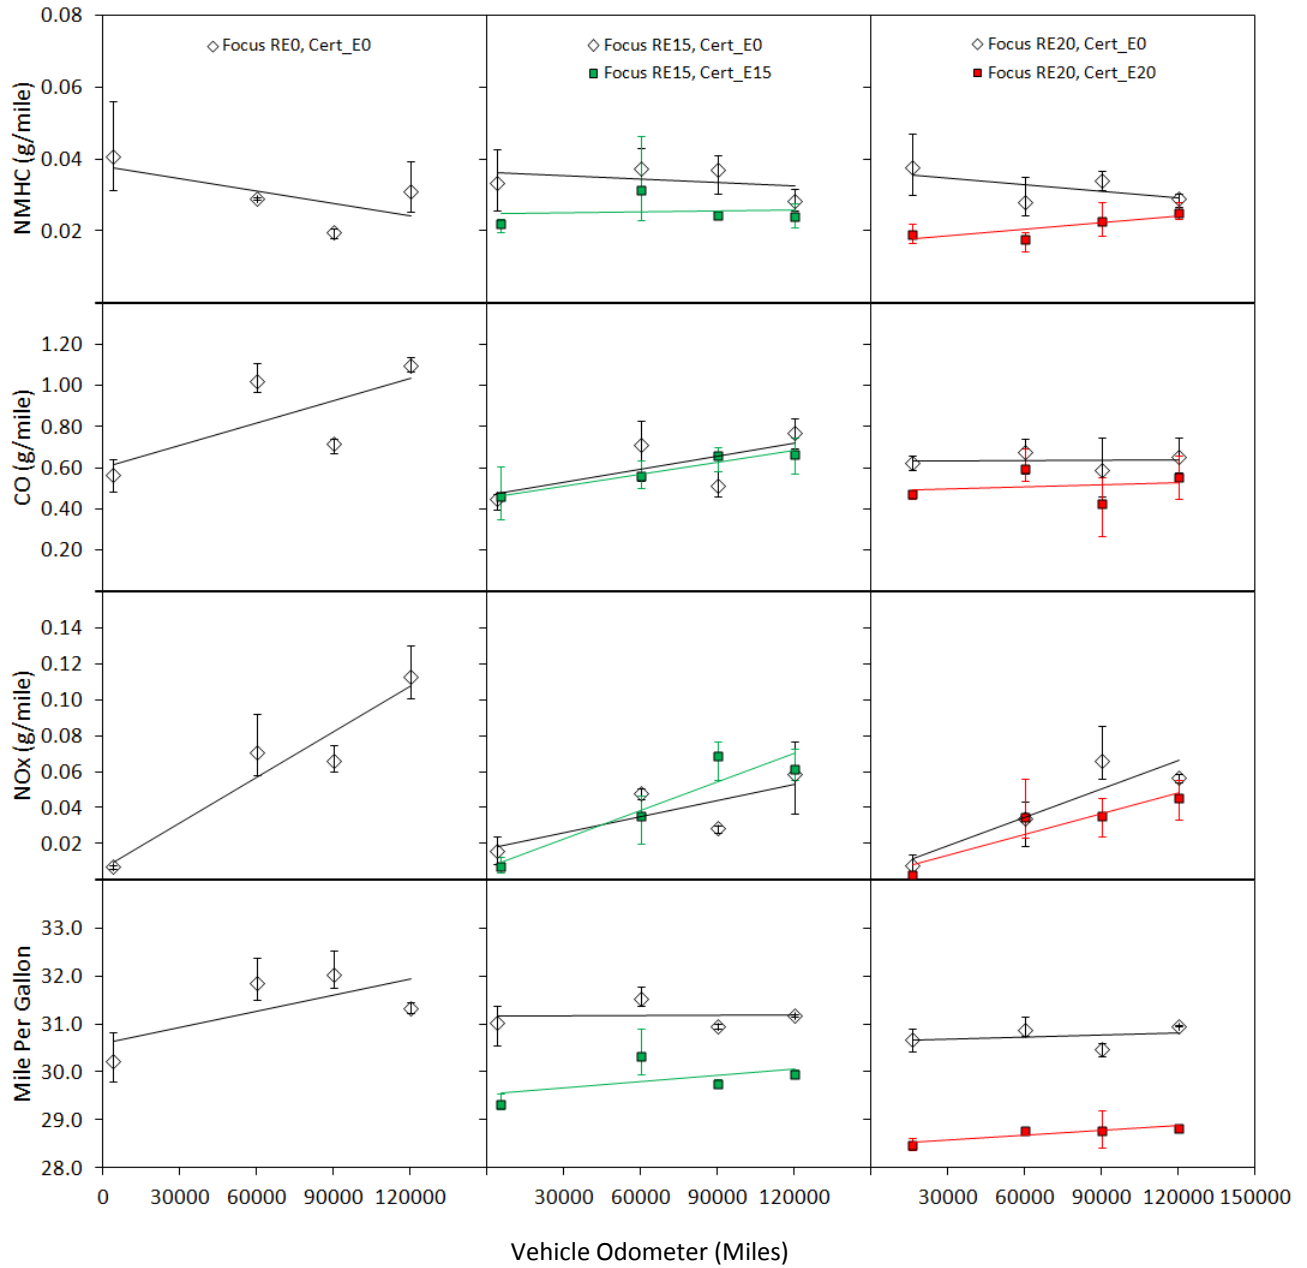 0.08
Focus RE0, Cert_E0
Focus RE15, Cert_E0
Focus RE20, Cert_E0
Focus RE15, Cert_E15
Focus RE20, Cert_E20
0.06
0.04
0.02
NMHC (g/mile)
1.20
1.00
0.80
0.60
0.40
0.20
CO (g/mile)
0.14
0.12
0.10
0.08
0.06
0.04
0.02
NOx (g/mile)
33.0
32.0
31.0
30.0
29.0
28.0
Mile Per Gallon
0 30000 60000 90000 120000 30000 60000 90000 120000 30000 60000 90000 120000 150000
Vehicle Odometer (Miles)